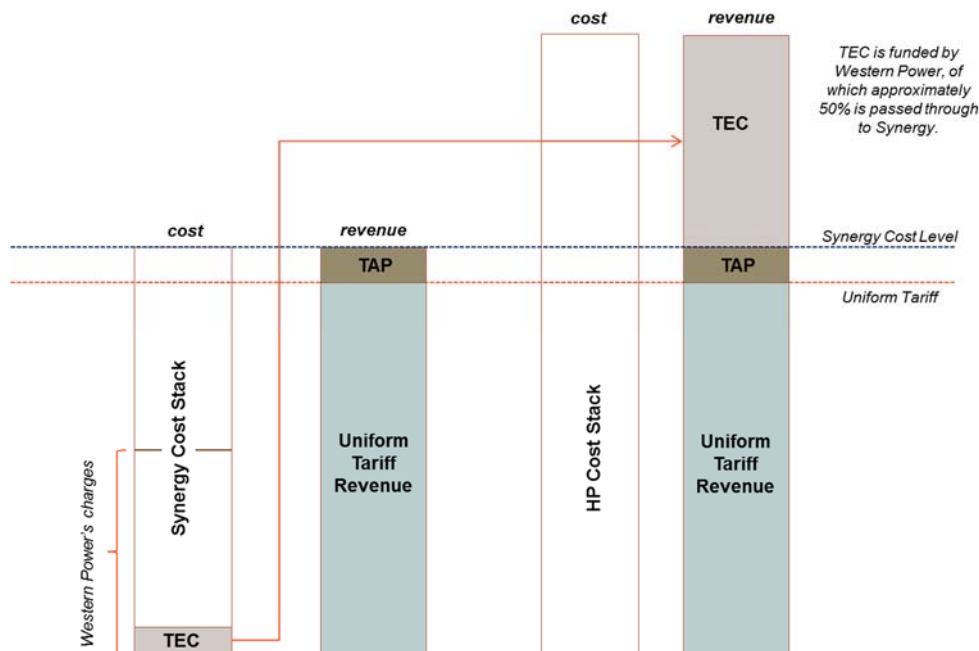 cost
revenue
TEC is funded by
Western Power, of
which approximately
50% is passed through
to Synergy.
TEC
cost
revenue
Synergy Cost Level
TAP
TAP
Uniform Tariff
Synergy Cost Stack
Western Power's charges
Uniform
Tariff
Revenue
HP Cost Stack
Uniform
Tariff
Revenue
TEC